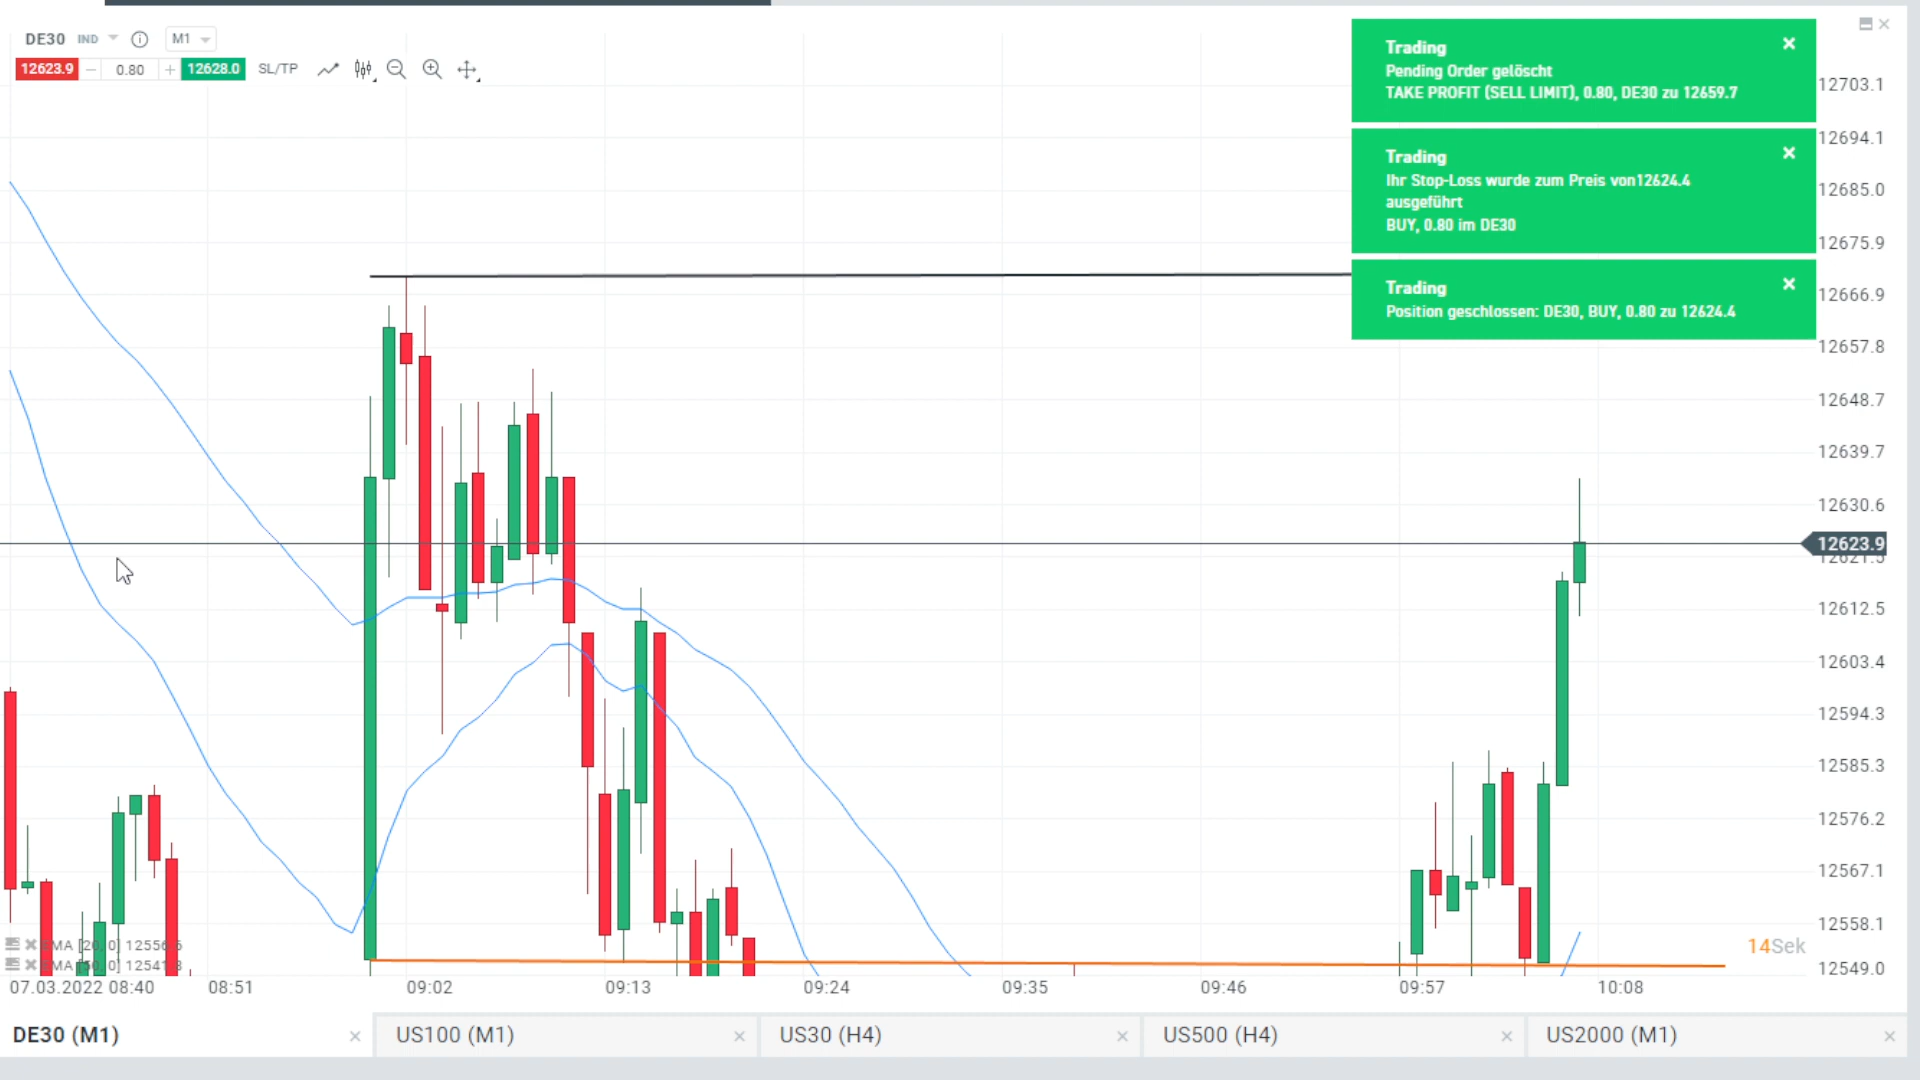 DE30 IND M1
12623.9 0.80 12628.0 SL/TP
Trading
Pending Order gelöscht
TAKE PROFIT (SELL LIMIT), 0.80, DE30 zu 12659.7
Trading
Ihr Stop-Loss wurde zum Preis von12624.4
ausgeführt
BUY, 0.80 im DE30
Trading
Position geschlossen: DE30, BUY, 0.80 zu 12624.4
12703.1
12694.1
12685.0
12675.9
12666.9
12657.8
12648.7
12639.7
12630.6
12623.9
12621.5
12612.5
12603.4
12594.3
12585.3
12576.2
12567.1
12558.1
12549.0
14Sek
07.03.2022 08:40 08:51 09:02 09:13 09:24 09:35 09:46 09:57 10:08
DE30 (M1) US100 (M1) US30 (H4) US500 (H4) US2000 (M1)